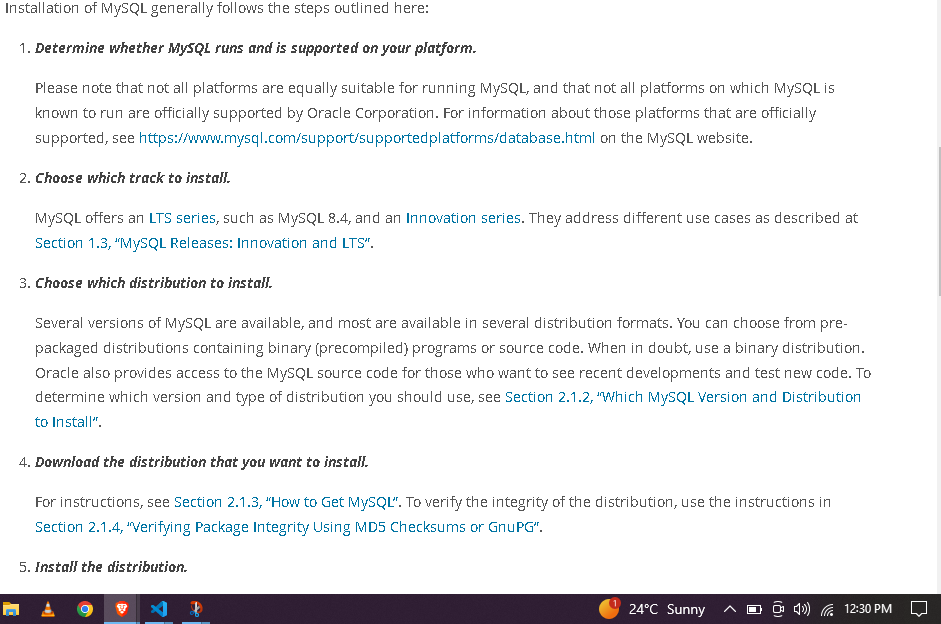 Installation of MySQL generally follows the steps outlined here:
1. Determine whether MySQL runs and is supported on your platform.
Please note that not all platforms are equally suitable for running MySQL, and that not all platforms on which MySQL is
known to run are officially supported by Oracle Corporation. For information about those platforms that are officially
supported, see https://www.mysql.com/support/supportedplatforms/database.html on the MySQL website.
2. Choose which track to install.
MySQL offers an LTS series, such as MySQL 8.4, and an Innovation series. They address different use cases as described at
Section 1.3, “MySQL Releases: Innovation and LTS”.
3. Choose which distribution to install.
Several versions of MySQL are available, and most are available in several distribution formats. You can choose from pre-
packaged distributions containing binary (precompiled) programs or source code. When in doubt, use a binary distribution.
Oracle also provides access to the MySQL source code for those who want to see recent developments and test new code. To
determine which version and type of distribution you should use, see Section 2.1.2, “Which MySQL Version and Distribution
to Install”.
4. Download the distribution that you want to install.
For instructions, see Section 2.1.3, “How to Get MySQL”. To verify the integrity of the distribution, use the instructions in
Section 2.1.4, “Verifying Package Integrity Using MD5 Checksums or GnuPG”.
5. Install the distribution.
1 24°C Sunny 12:30 PM